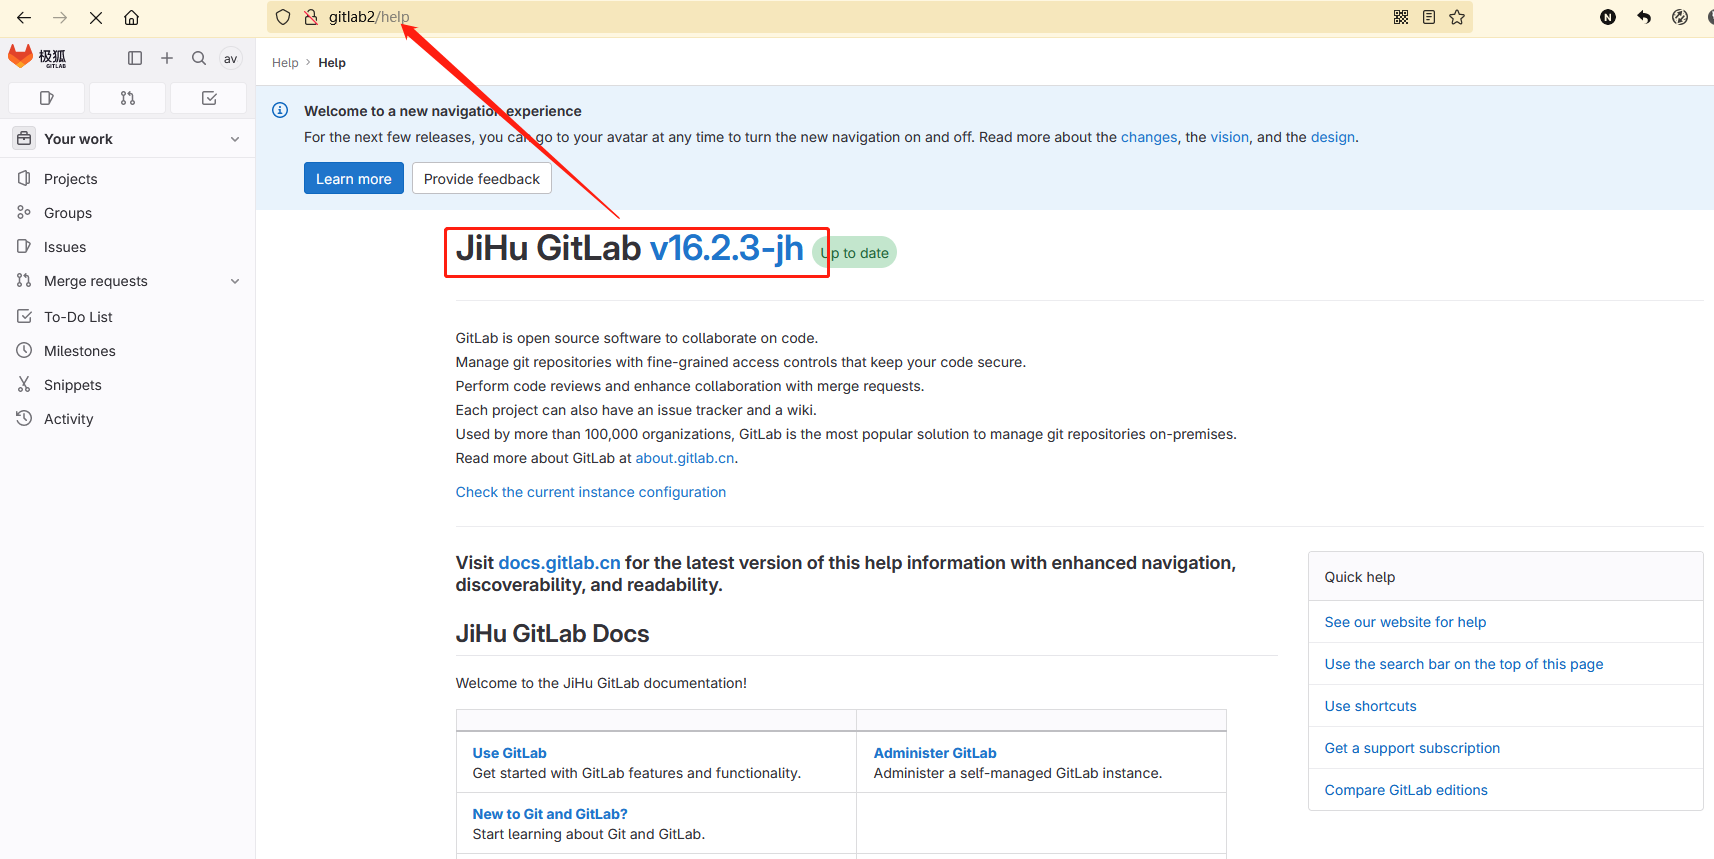 gitlab2/help
极狐
GITLAB
av
Help › Help
Welcome to a new navigation experience
For the next few releases, you can go to your avatar at any time to turn the new navigation on and off. Read more about the changes, the vision, and the design.
Learn more
Provide feedback
Your work
Projects
Groups
Issues
Merge requests
To-Do List
Milestones
Snippets
Activity
JiHu GitLab v16.2.3-jh
Up to date
GitLab is open source software to collaborate on code.
Manage git repositories with fine-grained access controls that keep your code secure.
Perform code reviews and enhance collaboration with merge requests.
Each project can also have an issue tracker and a wiki.
Used by more than 100,000 organizations, GitLab is the most popular solution to manage git repositories on-premises.
Read more about GitLab at about.gitlab.cn.
Check the current instance configuration
Visit docs.gitlab.cn for the latest version of this help information with enhanced navigation,
discoverability, and readability.
JiHu GitLab Docs
Welcome to the JiHu GitLab documentation!
Use GitLab
Get started with GitLab features and functionality.
Administer GitLab
Administer a self-managed GitLab instance.
New to Git and GitLab?
Start learning about Git and GitLab.
Quick help
See our website for help
Use the search bar on the top of this page
Use shortcuts
Get a support subscription
Compare GitLab editions